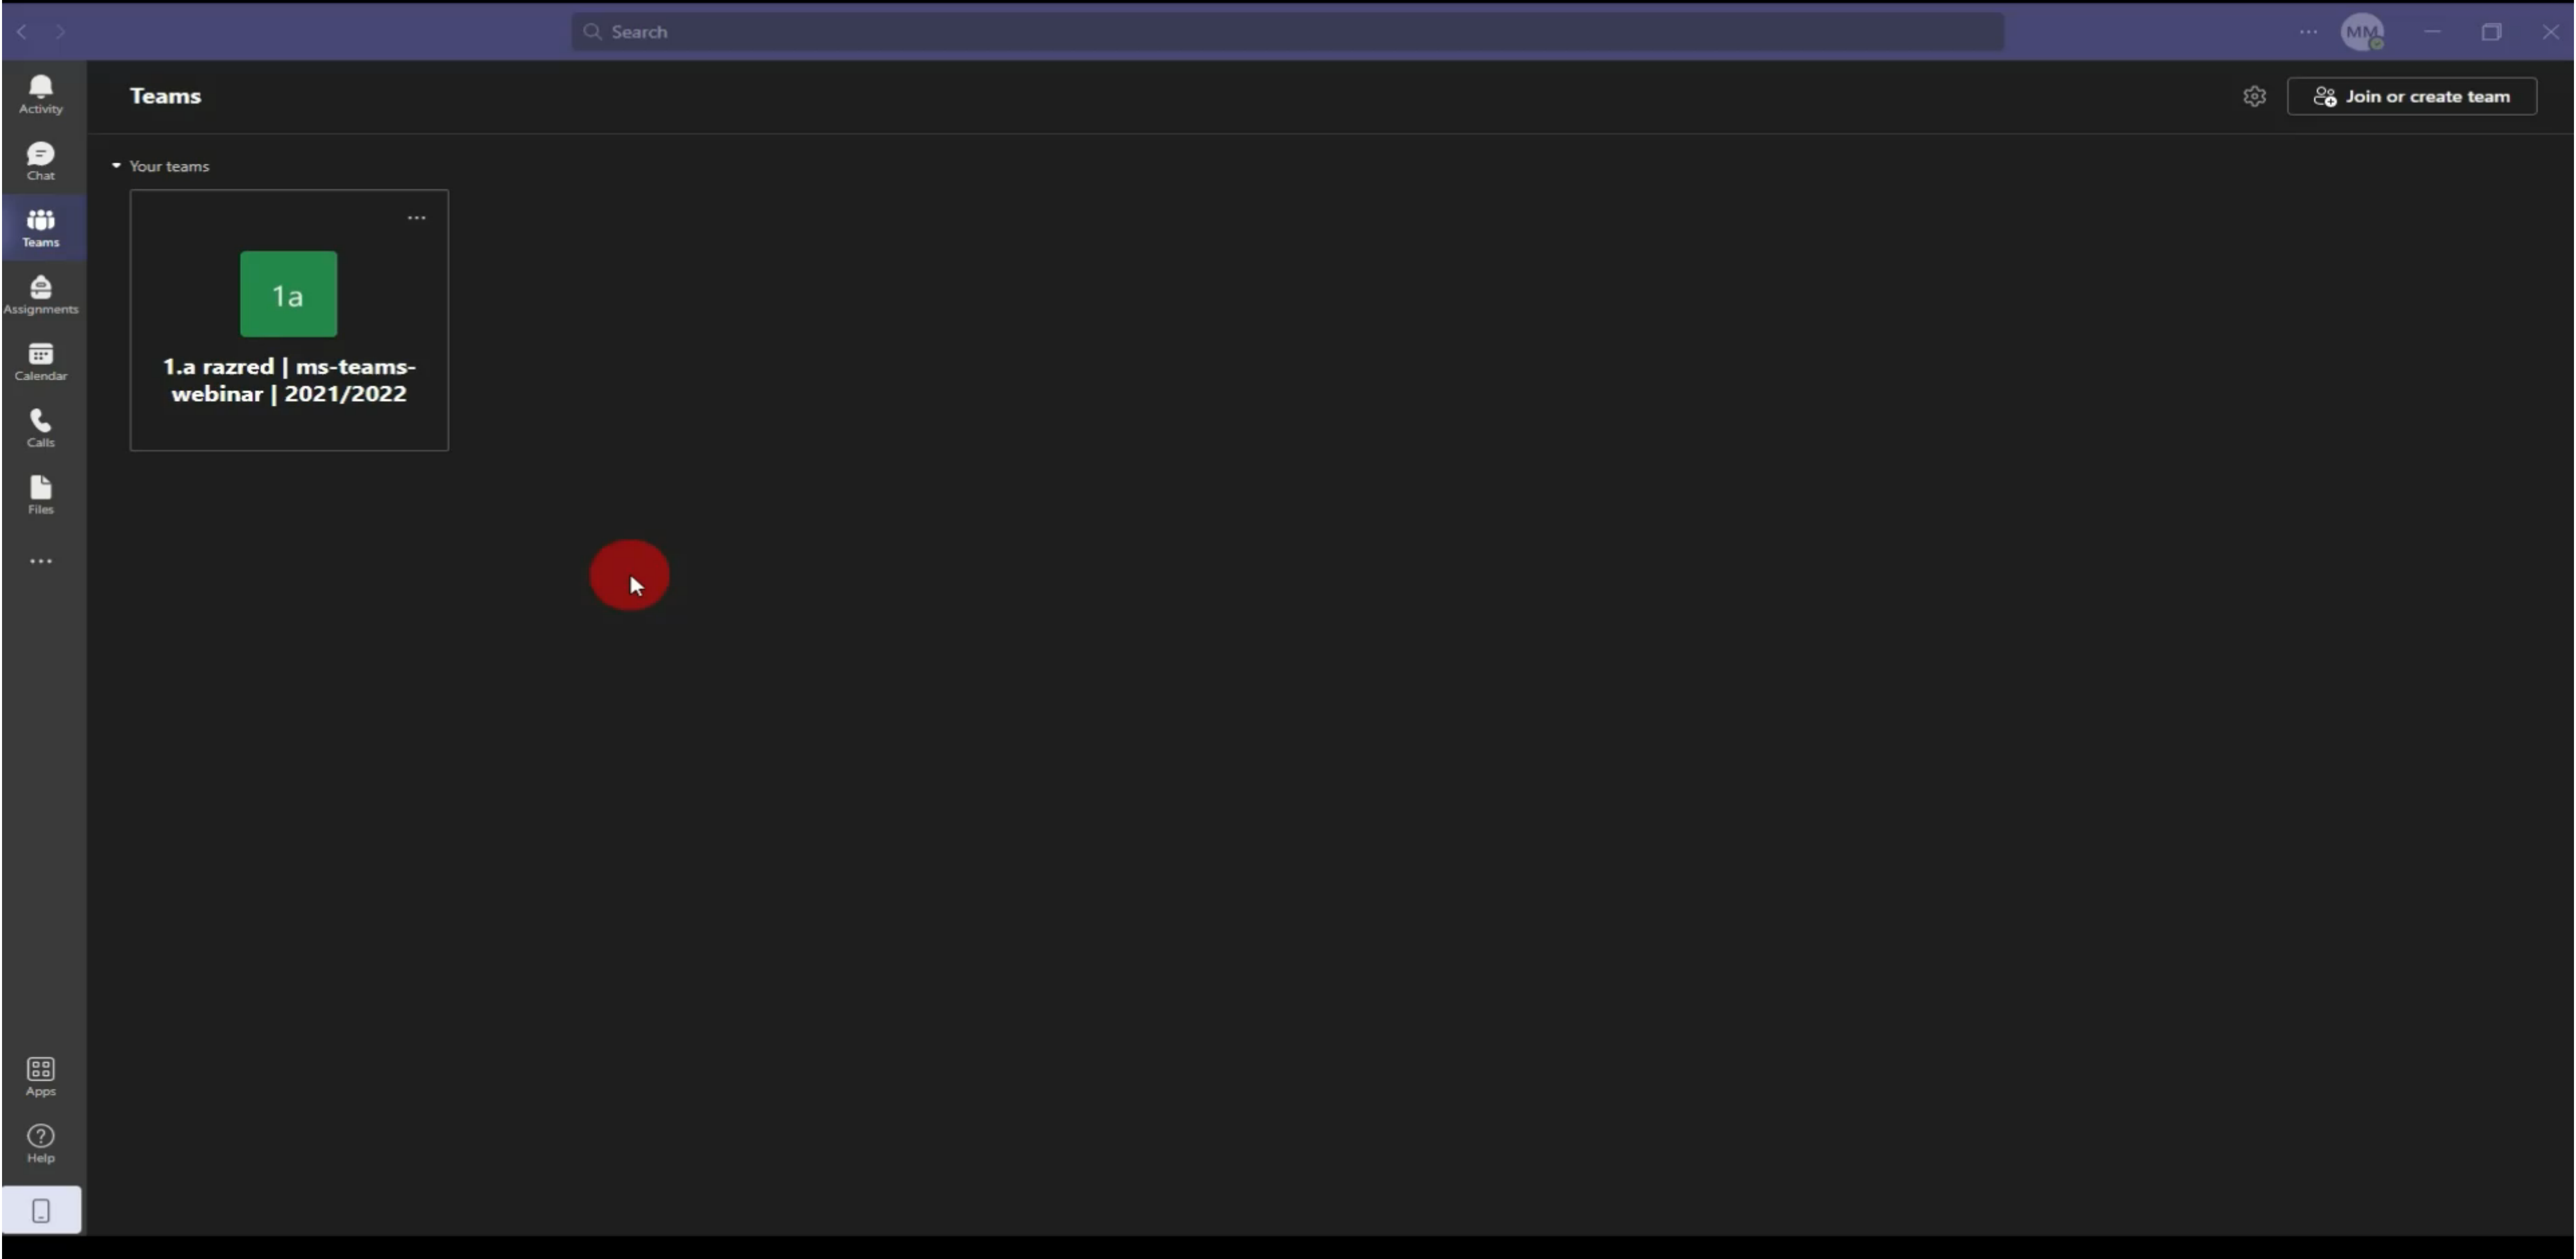 Search
MM
Activity
Chat
Teams
Assignments
Calendar
Calls
Files
Apps
Help
Teams
Join or create team
Your teams
1a
1.a razred | ms-teams-
webinar | 2021/2022